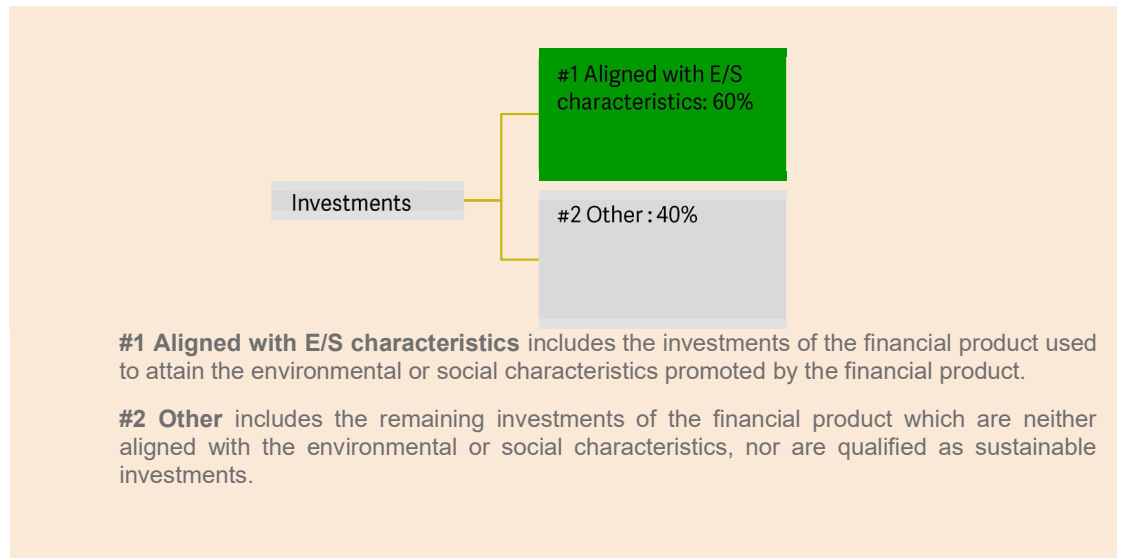 #1 Aligned with E/S
characteristics: 60%
Investments
#2 Other : 40%
#1 Aligned with E/S characteristics includes the investments of the financial product used
to attain the environmental or social characteristics promoted by the financial product.
#2 Other includes the remaining investments of the financial product which are neither
aligned with the environmental or social characteristics, nor are qualified as sustainable
investments.